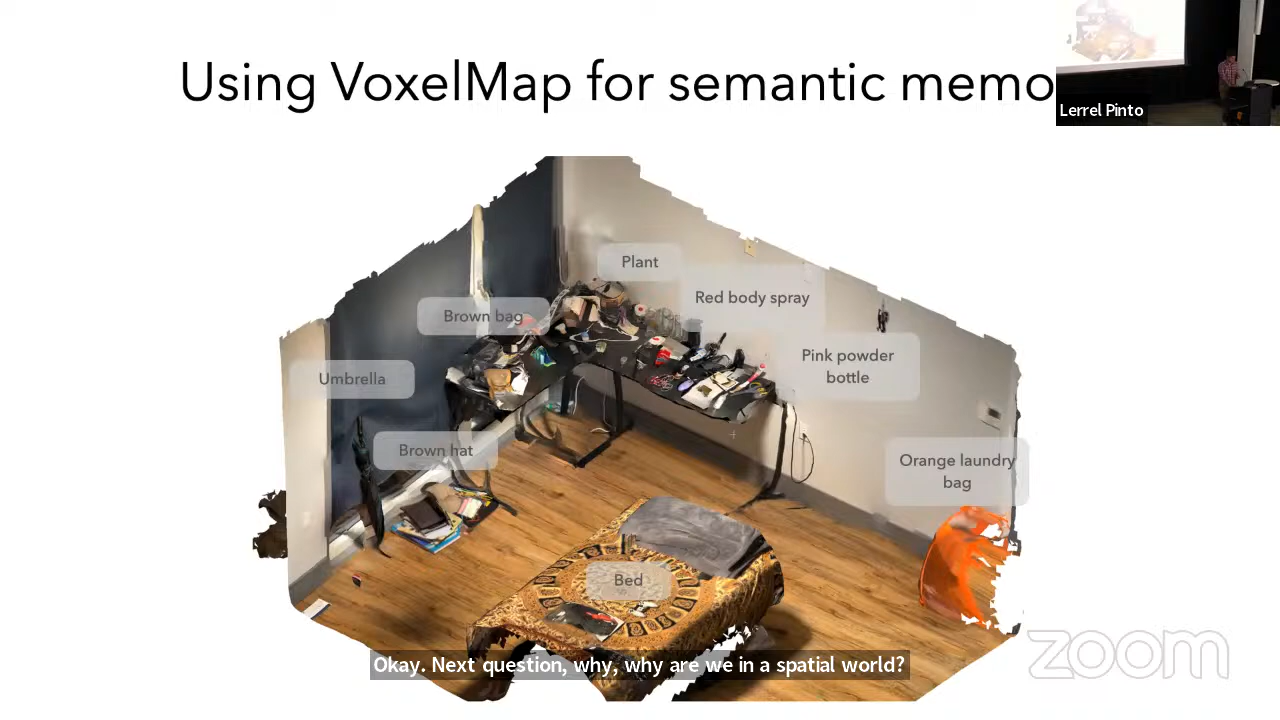 Using VoxelMap for semantic memo
Lerrel Pinto
Plant
Red body spray
Brown bag
Pink powder
bottle
Umbrella
Brown hat
Orange laundry
bag
Bed
Okay. Next question, why, why are we in a spatial world?
zoom